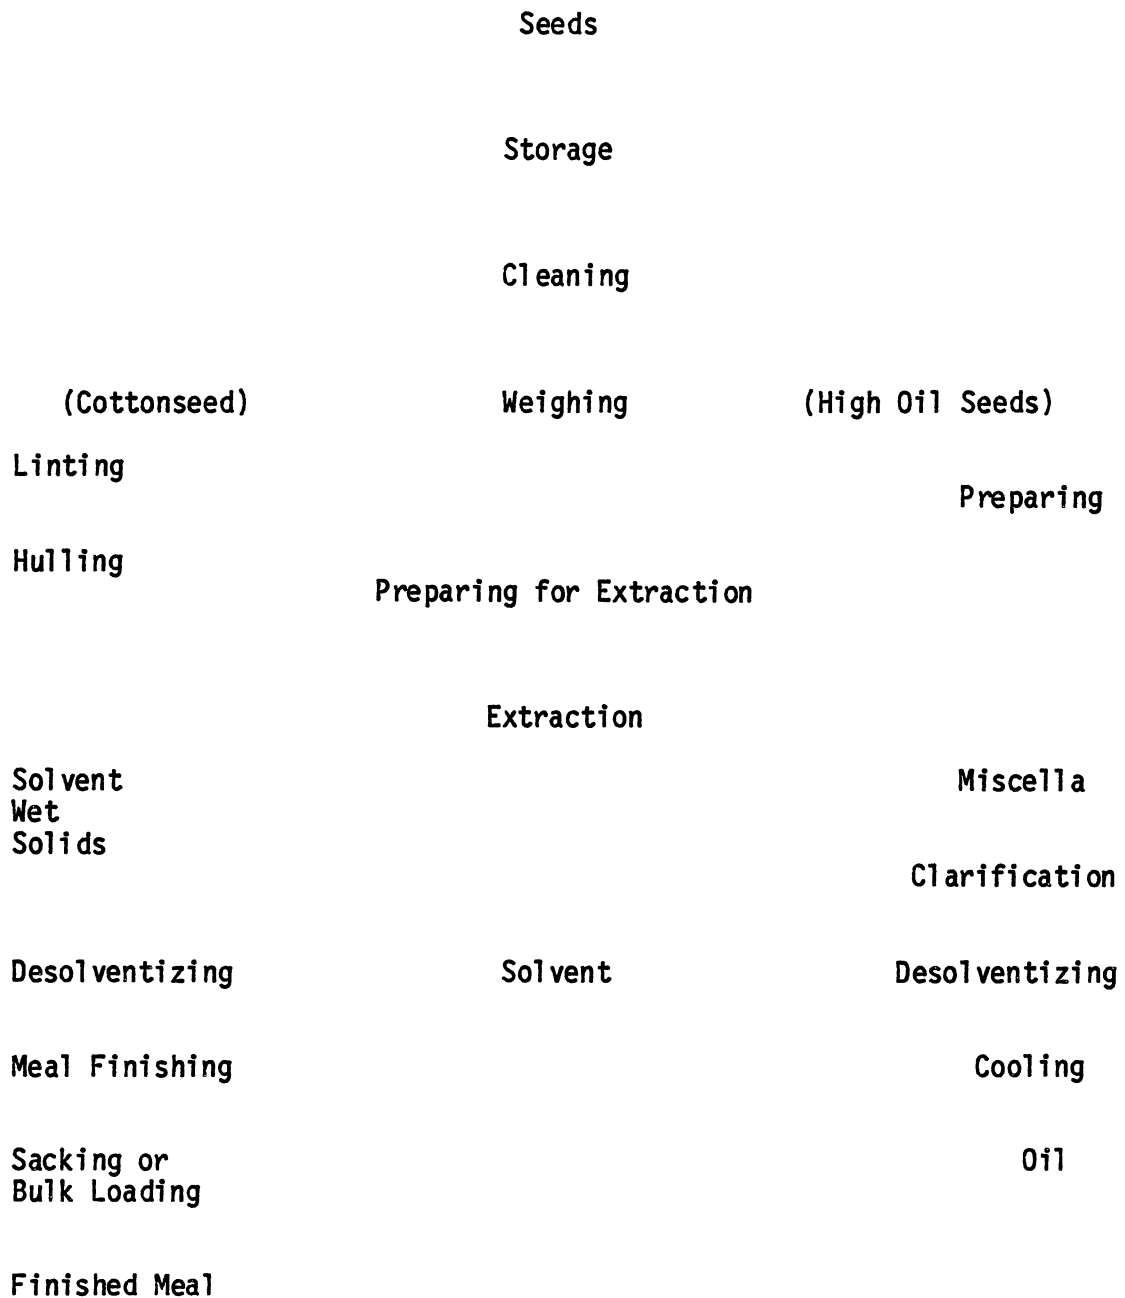 Seeds
Storage
Cleaning
(Cottonseed) Weighing (High Oil Seeds)
Linting
Preparing
Hulling
Preparing for Extraction
Extraction
Solvent Miscella
Wet
Solids
Clarification
Desolventizing Solvent Desolventizing
Meal Finishing Cooling
Sacking or Oil
Bulk Loading
Finished Meal